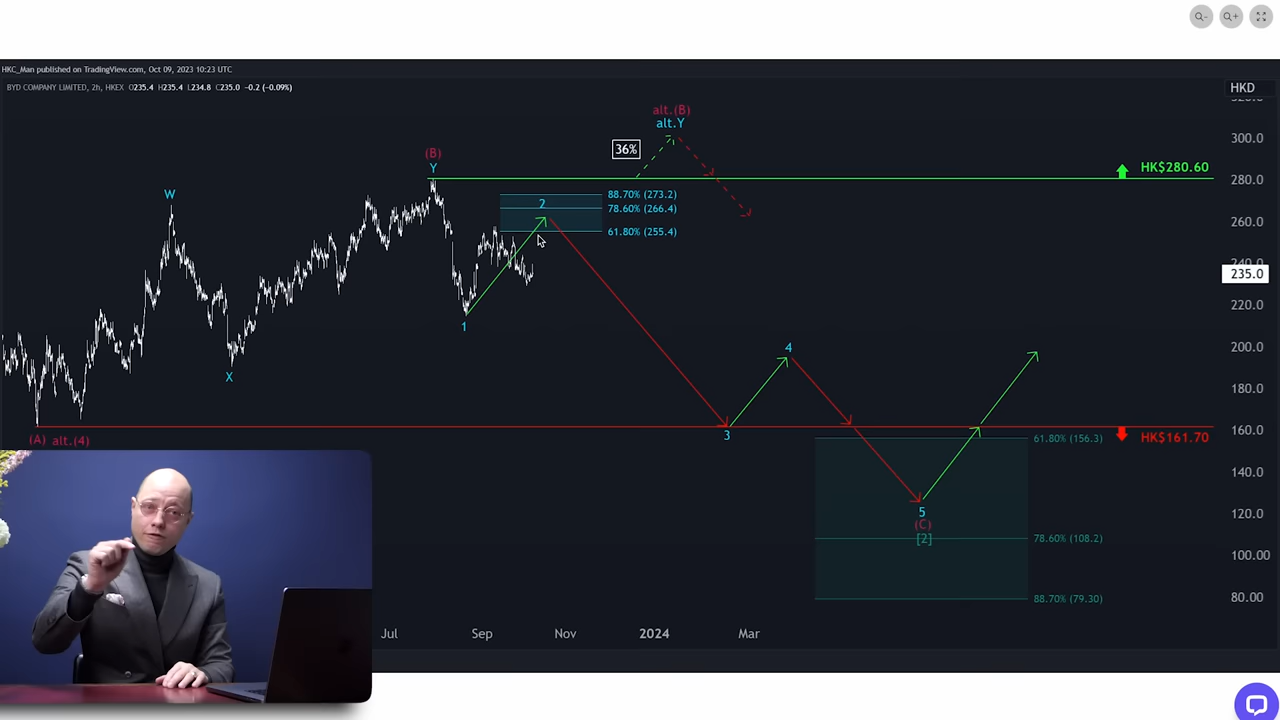 HKC_Man published on TradingView.com, Oct 09, 2023 10:23 UTC
BYD COMPANY LIMITED, 2h, HKEX O235.4 H235.4 L234.8 C235.0 -0.2 (-0.09%)
HKD
320.0
300.0
280.0
260.0
240.0
235.0
220.0
200.0
180.0
160.0
140.0
120.0
100.00
80.00
alt.(B)
alt.Y
36%
(B)
Y
W
X
HK$280.60
88.70% (273.2)
78.60% (266.4)
61.80% (255.4)
2
1
4
3
(A) alt.(4)
HK$161.70
61.80% (156.3)
5
(C)
[2]
78.60% (108.2)
88.70% (79.30)
Jul
Sep
Nov
2024
Mar